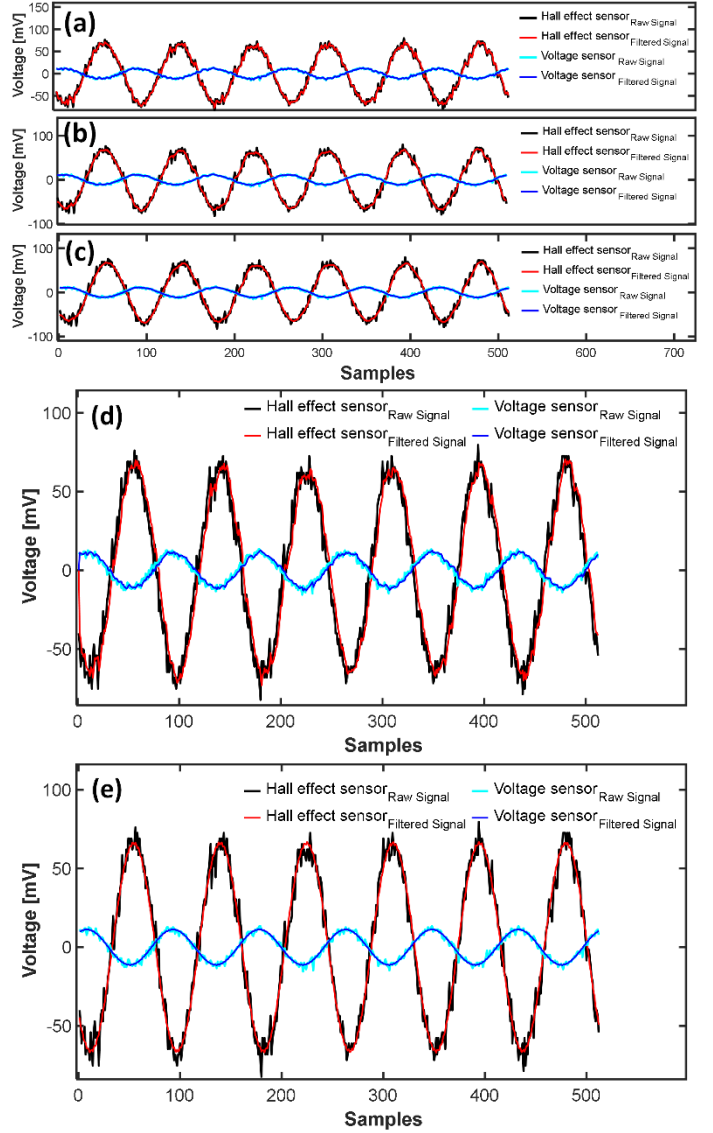 150
(a)
Hall effect sensor Raw Signal
100
Hall effect sensor Filtered Signal
50
Voltage sensor Raw Signal
0
Voltage sensor Filtered Signal
-50
Voltage [mV]
(b)
Hall effect sensor Raw Signal
100
Hall effect sensor Filtered Signal
0
Voltage sensor Raw Signal
Voltage sensor Filtered Signal
-100
Voltage [mV]
(c)
Hall effect sensor Raw Signal
100
Hall effect sensor Filtered Signal
0
Voltage sensor Raw Signal
Voltage sensor Filtered Signal
-100
Voltage [mV]
0 100 200 300 400 500 600 700
Samples
(d)
100
Hall effect sensor Raw Signal Voltage sensor Raw Signal
Hall effect sensor Filtered Signal Voltage sensor Filtered Signal
50
0
-50
Voltage [mV]
0 100 200 300 400 500
Samples
(e)
100
Hall effect sensor Raw Signal Voltage sensor Raw Signal
Hall effect sensor Filtered Signal Voltage sensor Filtered Signal
50
0
-50
Voltage [mV]
0 100 200 300 400 500
Samples